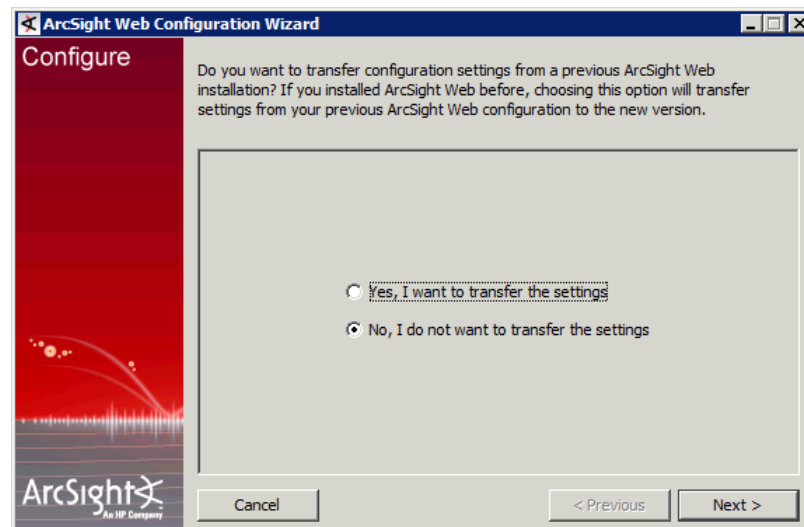 ArcSight Web Configuration Wizard
Configure
Do you want to transfer configuration settings from a previous ArcSight Web
installation? If you installed ArcSight Web before, choosing this option will transfer
settings from your previous ArcSight Web configuration to the new version.
Yes, I want to transfer the settings
No, I do not want to transfer the settings
ArcSight
An HP Company
Cancel
< Previous
Next >